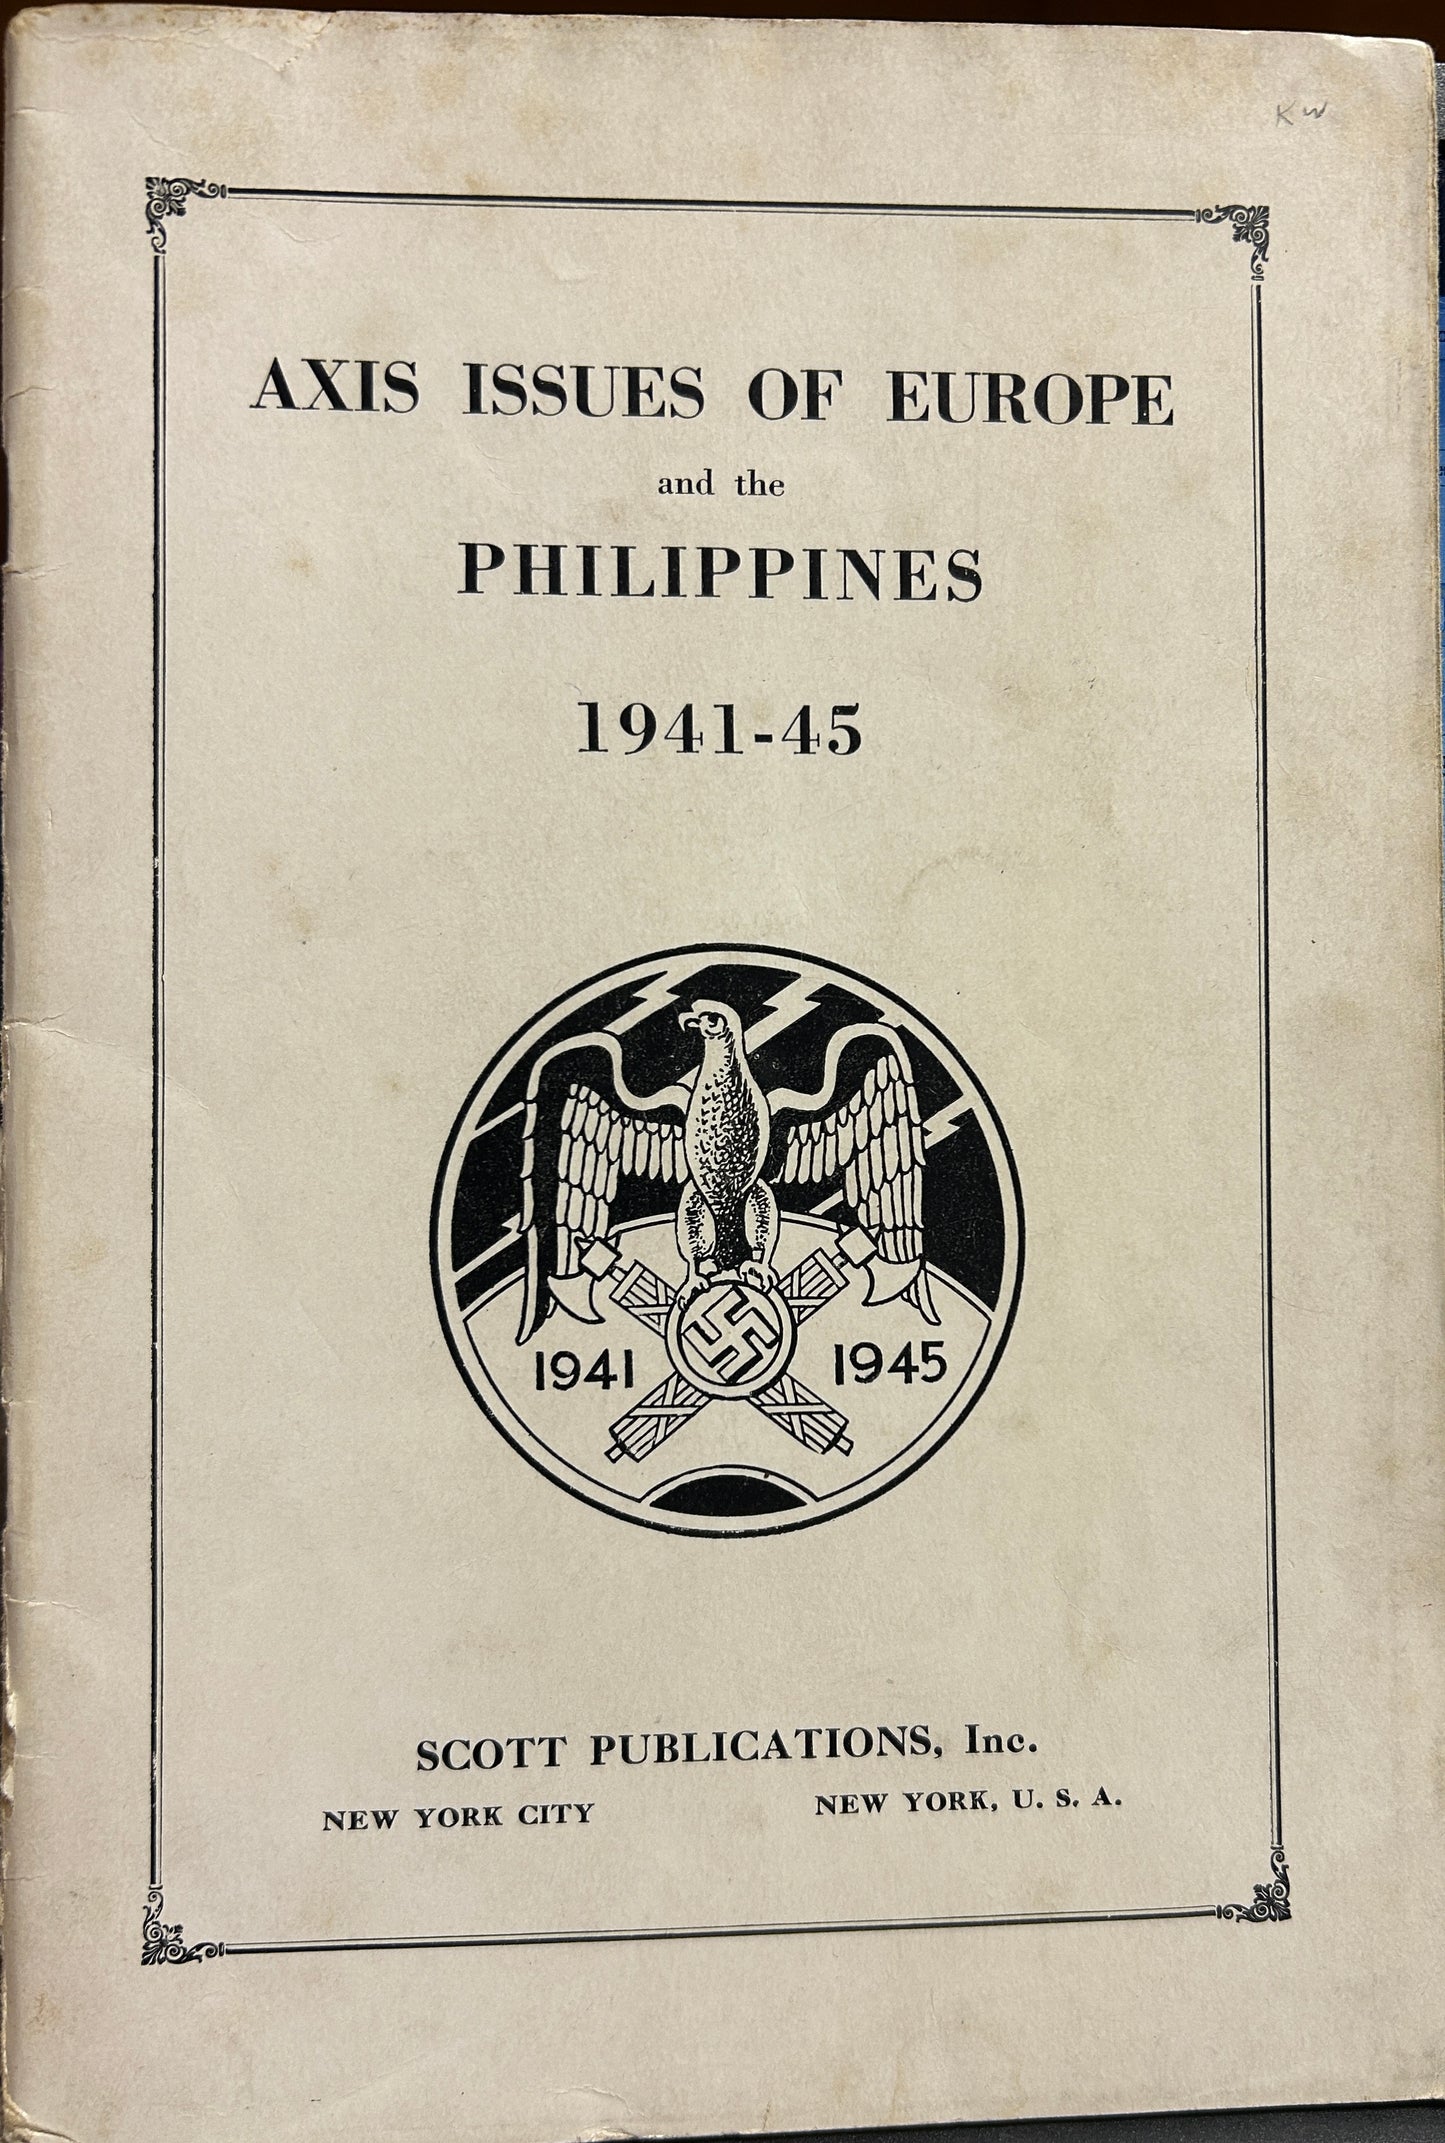 KW
AXIS ISSUES OF EUROPE
and the
PHILIPPINES
1941-45
1941 1945
SCOTT PUBLICATIONS, Inc.
NEW YORK CITY NEW YORK, U. S. A.